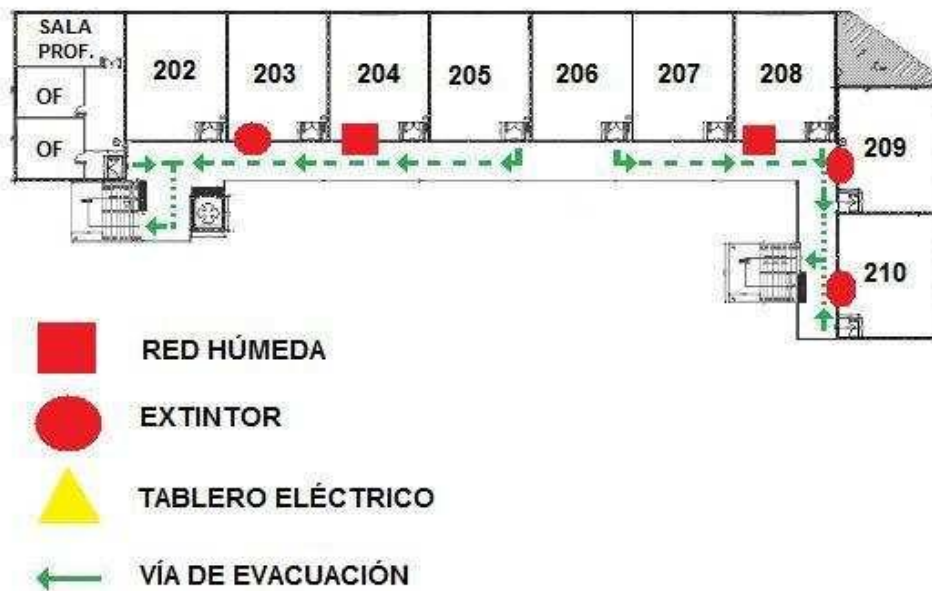 SALA
PROF.
202
203
204
205
206
207
208
OF
OF
209
210
RED HÚMEDA
EXTINTOR
TABLERO ELÉCTRICO
VÍA DE EVACUACIÓN